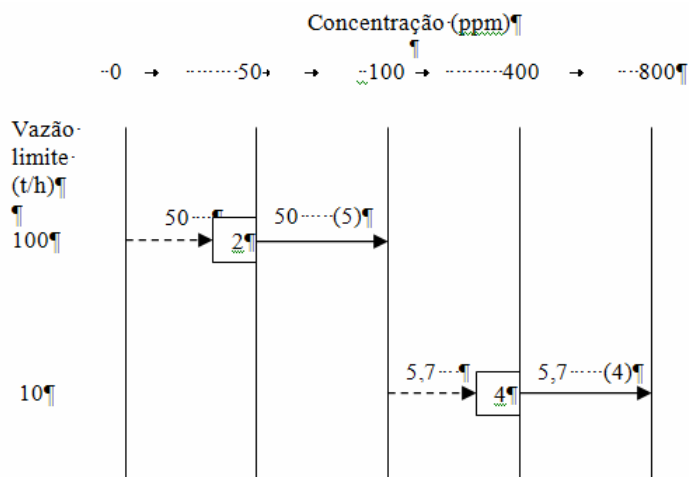 Concentração·(ppm)¶
¶
··0 → ·······50→ → ··100 → ········400 → ····800¶
Vazão·
limite·
(t/h)¶
¶
50····¶ 50·····(5)¶
100¶ 2¶
5,7····¶ 5,7·····(4)¶
10¶ 4¶